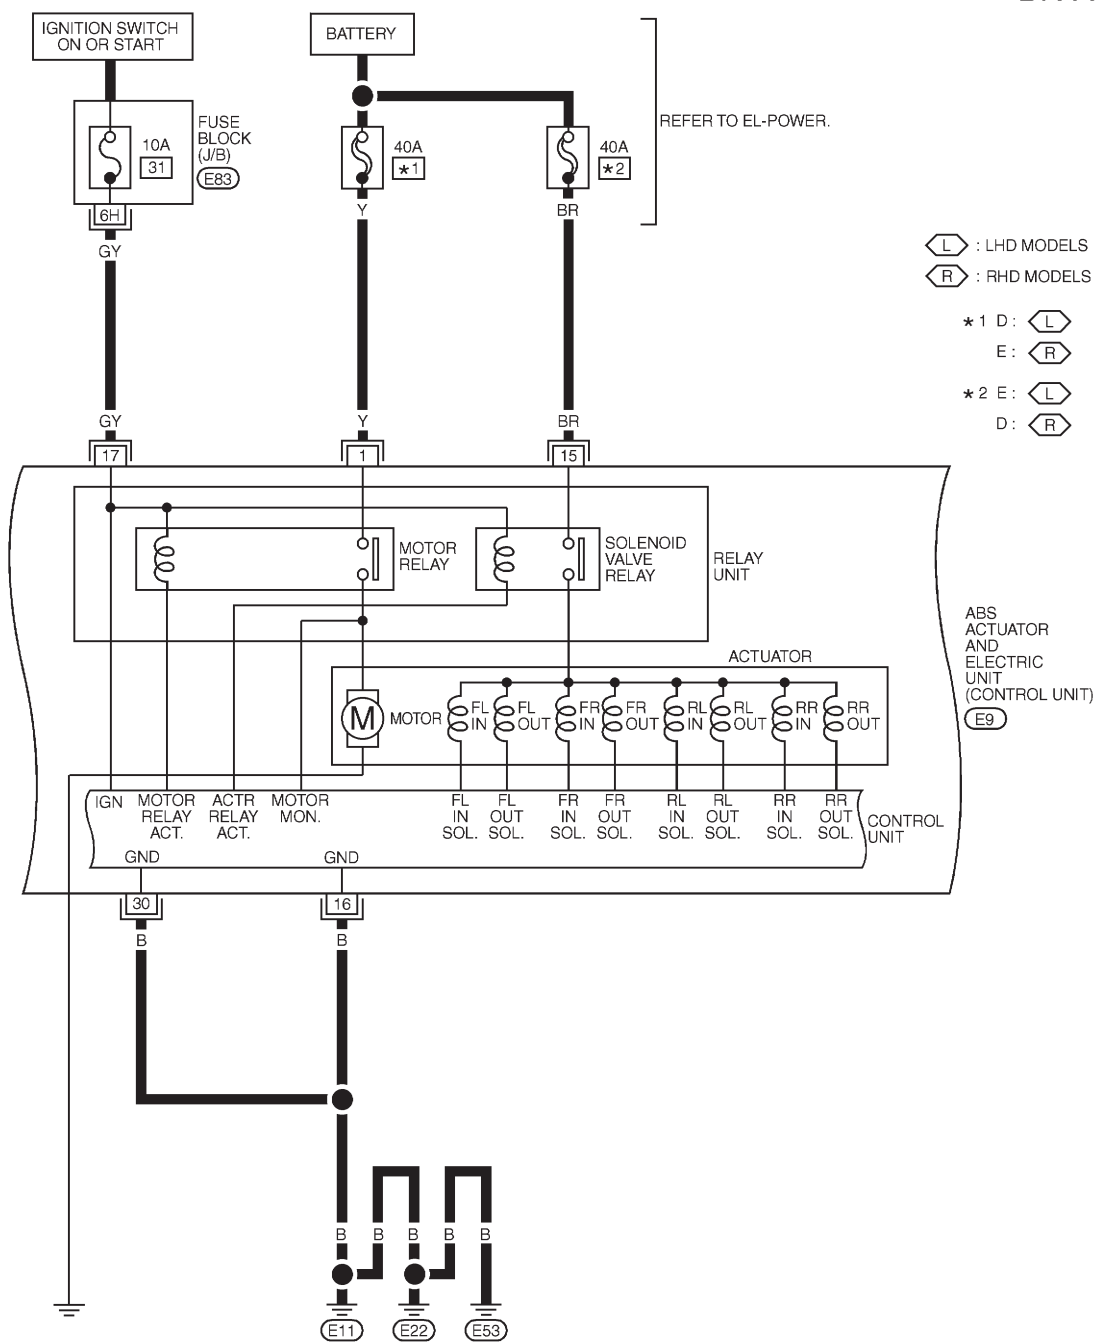 IGNITION SWITCH
ON OR START
BATTERY
FUSE
BLOCK
(J/B)
E83
10A
31
40A
*1
40A
*2
REFER TO EL-POWER.
6H
GY
Y
BR
L : LHD MODELS
R : RHD MODELS
*1 D: L
E: R
*2 E: L
D: R
GY
Y
BR
17
1
15
MOTOR
RELAY
SOLENOID
VALVE
RELAY
RELAY
UNIT
ABS
ACTUATOR
AND
ELECTRIC
UNIT
(CONTROL UNIT)
E9
ACTUATOR
M
MOTOR
FL
IN
FL
OUT
FR
IN
FR
OUT
RL
IN
RL
OUT
RR
IN
RR
OUT
IGN
MOTOR
RELAY
ACT.
ACTR
RELAY
ACT.
MOTOR
MON.
FL
IN
SOL.
FL
OUT
SOL.
FR
IN
SOL.
FR
OUT
SOL.
RL
IN
SOL.
RL
OUT
SOL.
RR
IN
SOL.
RR
OUT
SOL.
CONTROL
UNIT
GND
GND
30
16
B
B
B
B
B
B
B
E11
E22
E53